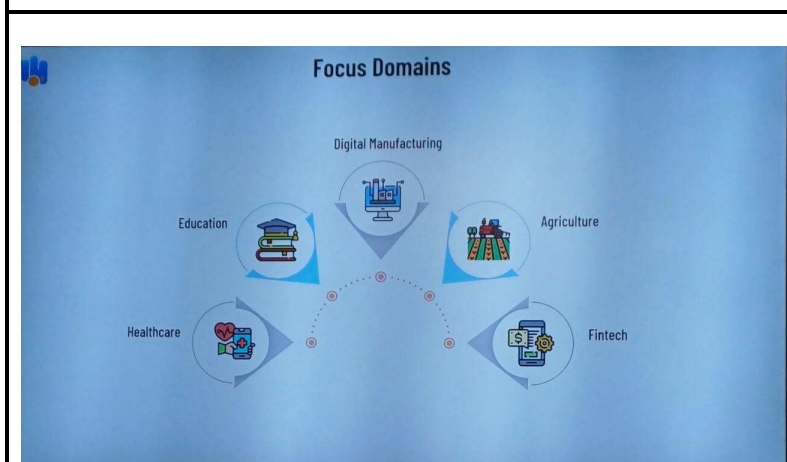 Focus Domains
Digital Manufacturing
Education
Agriculture
Healthcare
Fintech